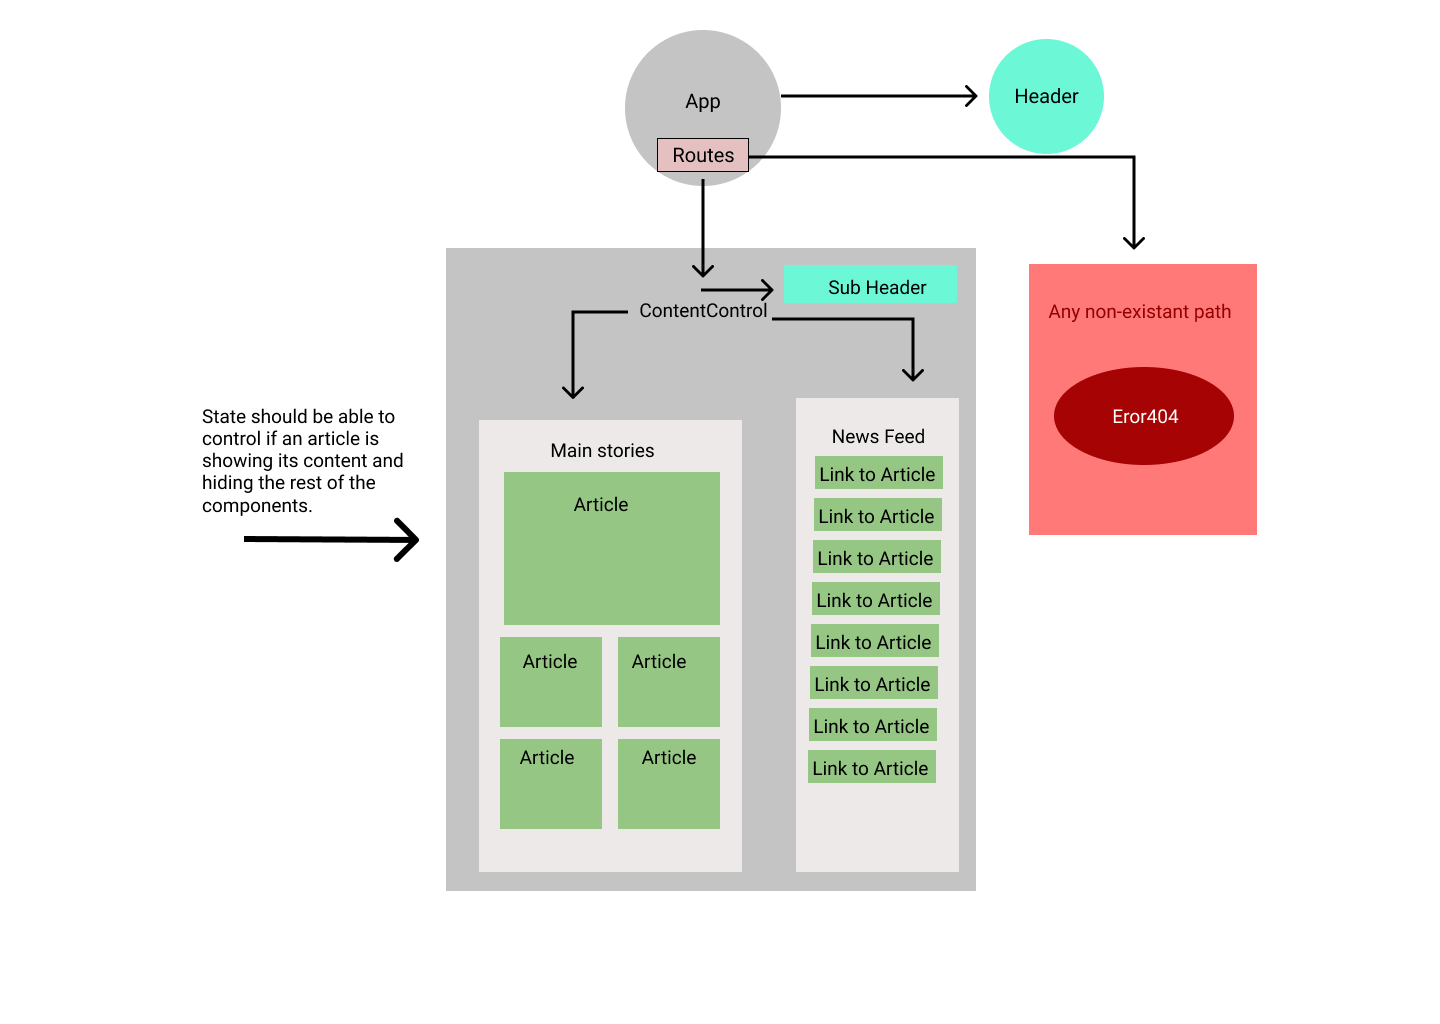 App
Header
Routes
Sub Header
ContentControl
Any non-existant path
Eror404
State should be able to
control if an article is
showing its content and
hiding the rest of the
components.
Main stories
Article
Article
Article
Article
Article
News Feed
Link to Article
Link to Article
Link to Article
Link to Article
Link to Article
Link to Article
Link to Article
Link to Article